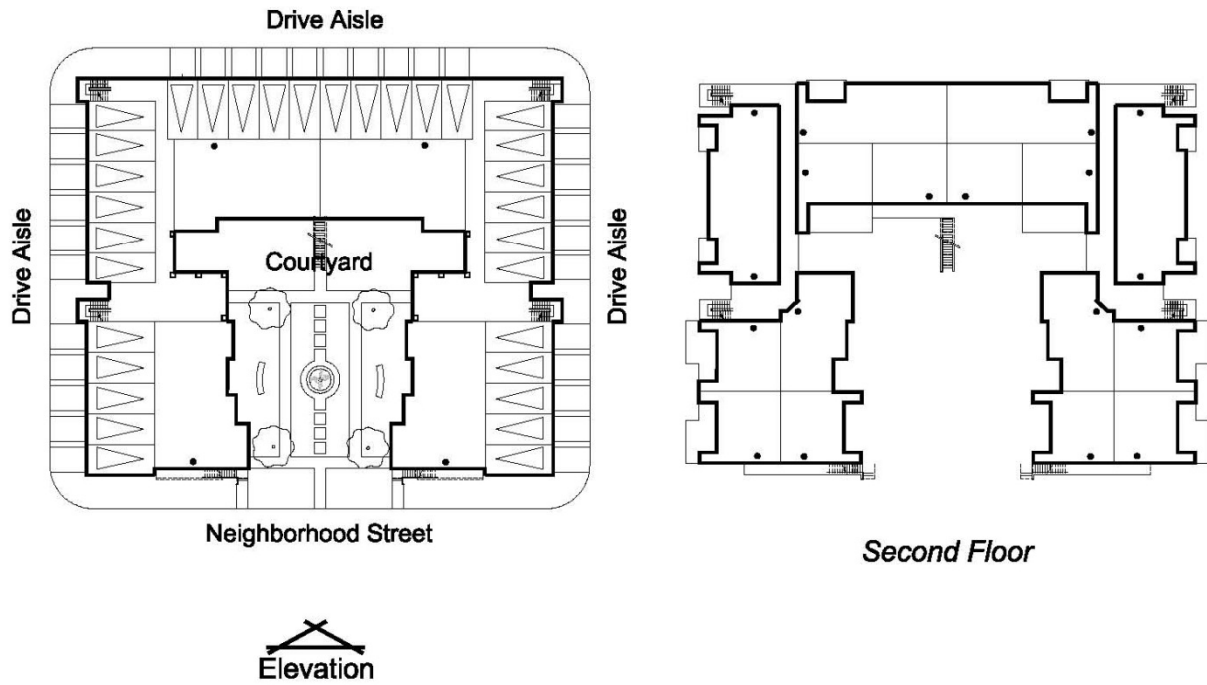 Drive Aisle
Drive Aisle
Courtyard
Drive Aisle
Neighborhood Street
Second Floor
Elevation